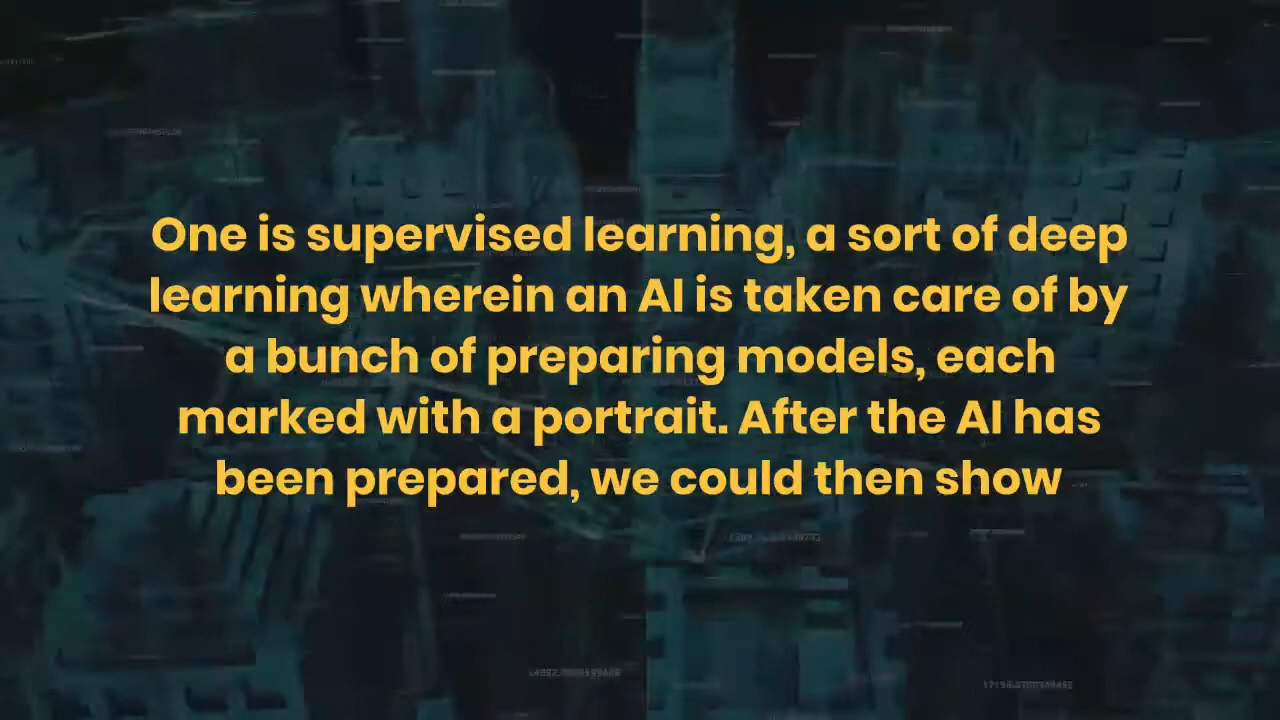 One is supervised learning, a sort of deep
learning wherein an AI is taken care of by
a bunch of preparing models, each
marked with a portrait. After the AI has
been prepared, we could then show